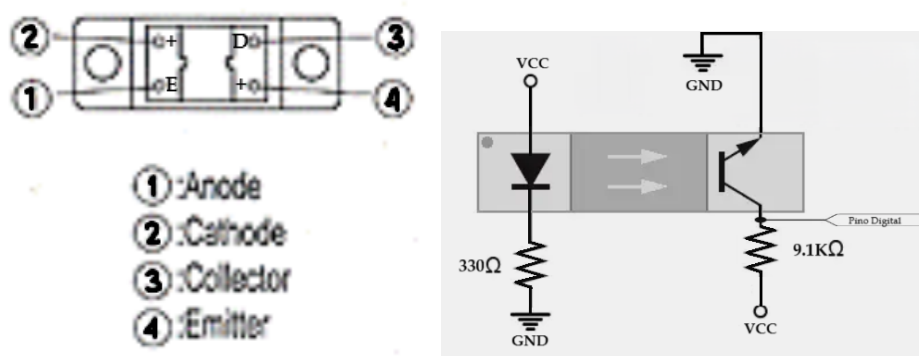 2 + D 3
1 E + 4
1 :Anode
2 :Cathode
3 :Collector
4 :Emitter
GND
VCC
Pino Digital
330Ω
9.1KΩ
GND
VCC